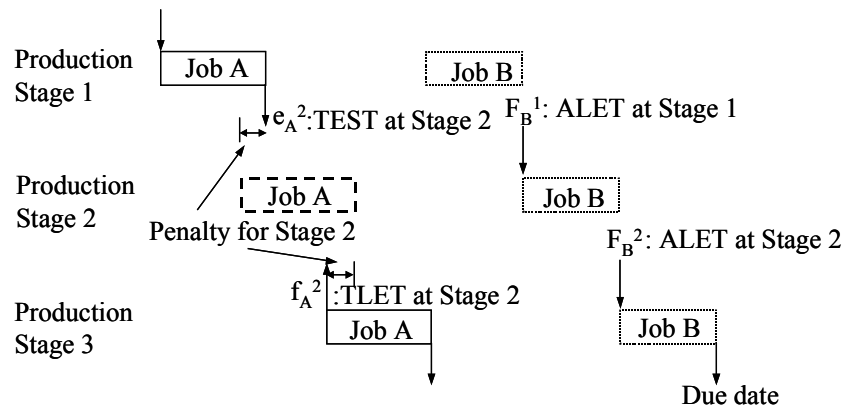 Production
Stage 1
Job A
Job B
e_A^2:TEST at Stage 2
F_B^1: ALET at Stage 1
Production
Stage 2
Job A
Job B
Penalty for Stage 2
F_B^2: ALET at Stage 2
f_A^2 :TLET at Stage 2
Production
Stage 3
Job A
Job B
Due date